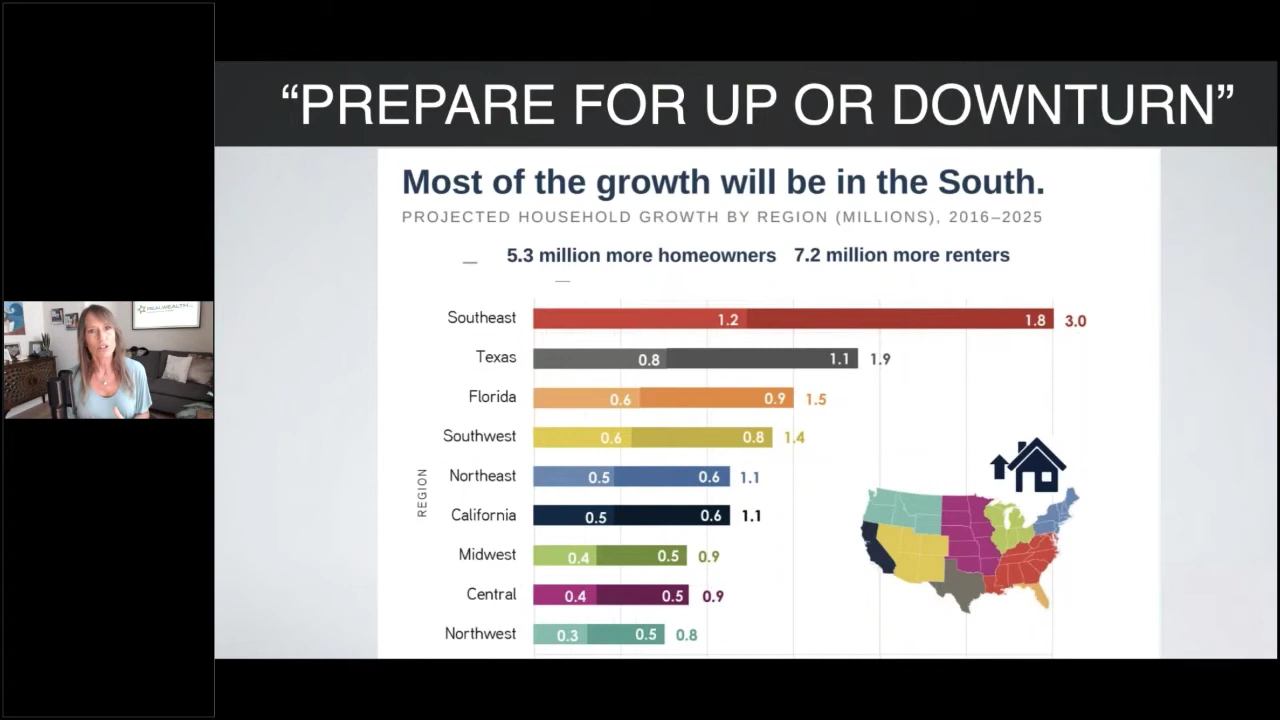 “PREPARE FOR UP OR DOWNTURN”
Most of the growth will be in the South.
PROJECTED HOUSEHOLD GROWTH BY REGION (MILLIONS), 2016–2025
5.3 million more homeowners 7.2 million more renters
REGION
Southeast 1.2 1.8 3.0
Texas 0.8 1.1 1.9
Florida 0.6 0.9 1.5
Southwest 0.6 0.8 1.4
Northeast 0.5 0.6 1.1
California 0.5 0.6 1.1
Midwest 0.4 0.5 0.9
Central 0.4 0.5 0.9
Northwest 0.3 0.5 0.8